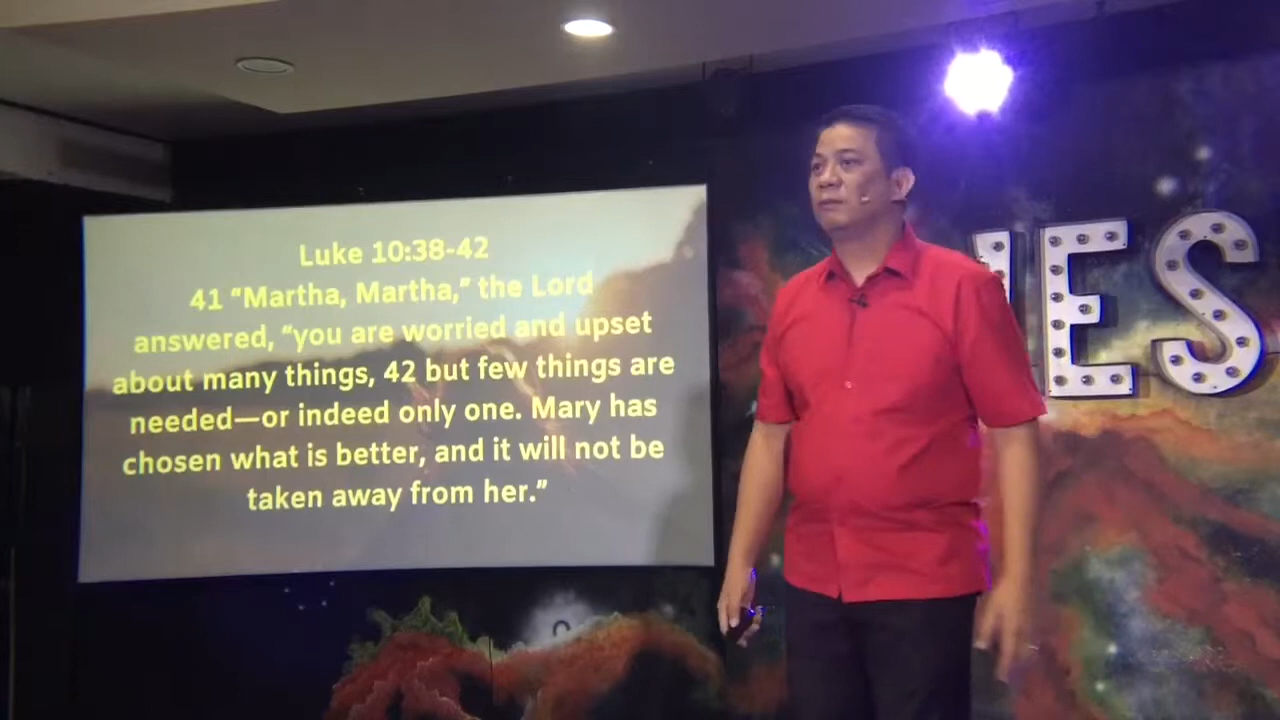 Luke 10:38-42
41 “Martha, Martha,” the Lord
answered, “you are worried and upset
about many things, 42 but few things are
needed—or indeed only one. Mary has
chosen what is better, and it will not be
taken away from her.”
ES